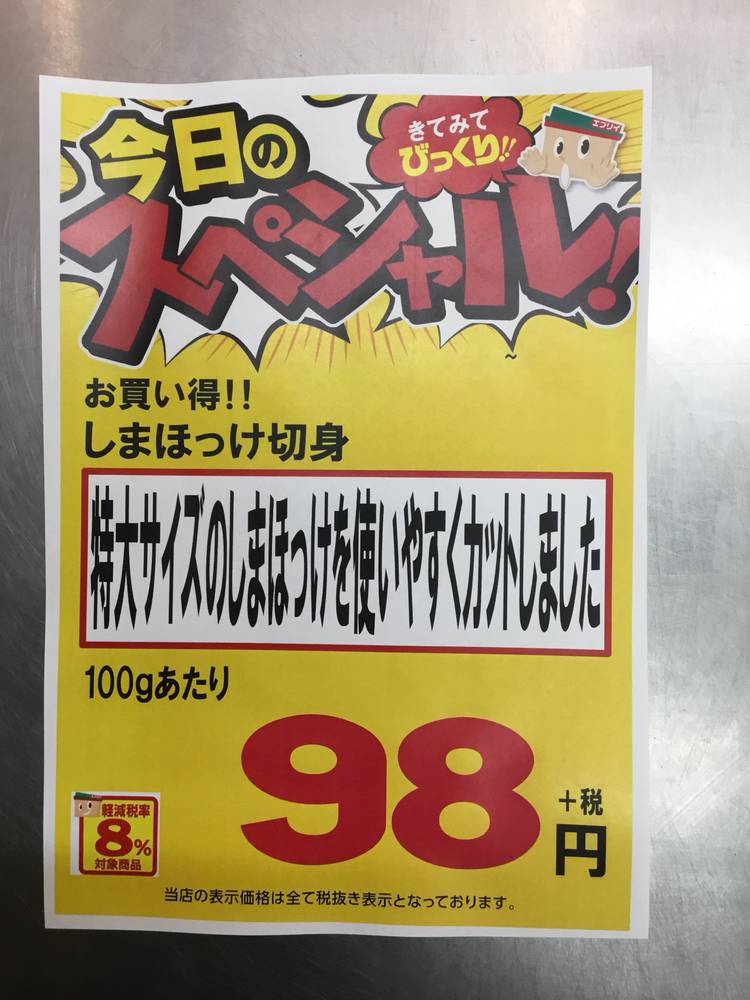 きてみて
びっくり!!
エブリイ
今日の
スペシャル!
お買い得!!
しまほっけ切身
特大サイズのしまほっけを使いやすくカットしました
100gあたり
98
+税
円
軽減税率
8%
対象商品
当店の表示価格は全て税抜き表示となっております。